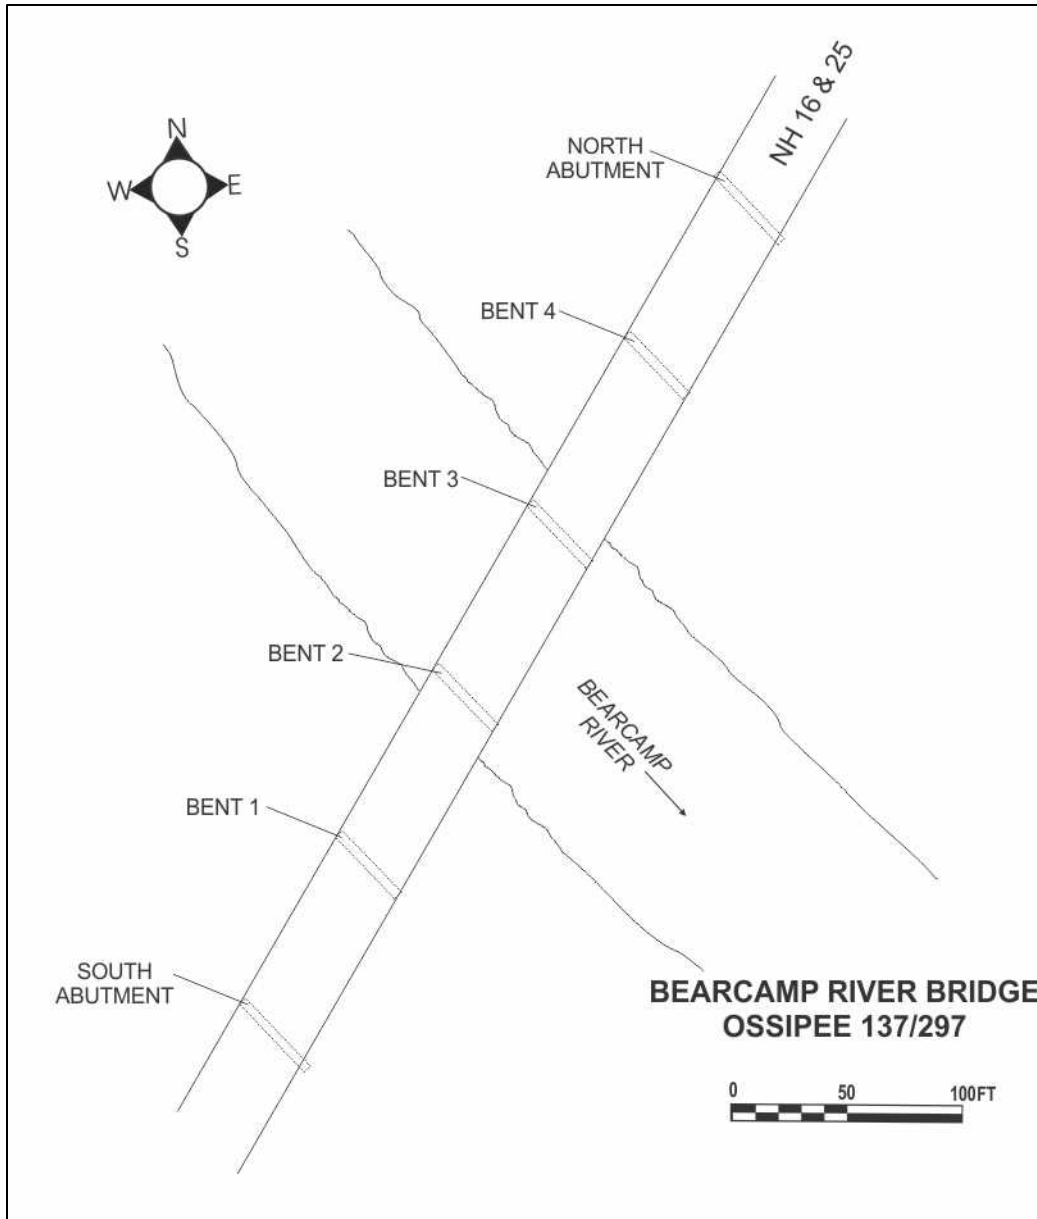 NH 16 & 25
N
W
E
S
NORTH
ABUTMENT
BENT 4
BENT 3
BENT 2
BENT 1
SOUTH
ABUTMENT
BEARCAMP
RIVER
BEARCAMP RIVER BRIDGE
OSSIPEE 137/297
0 50 100FT